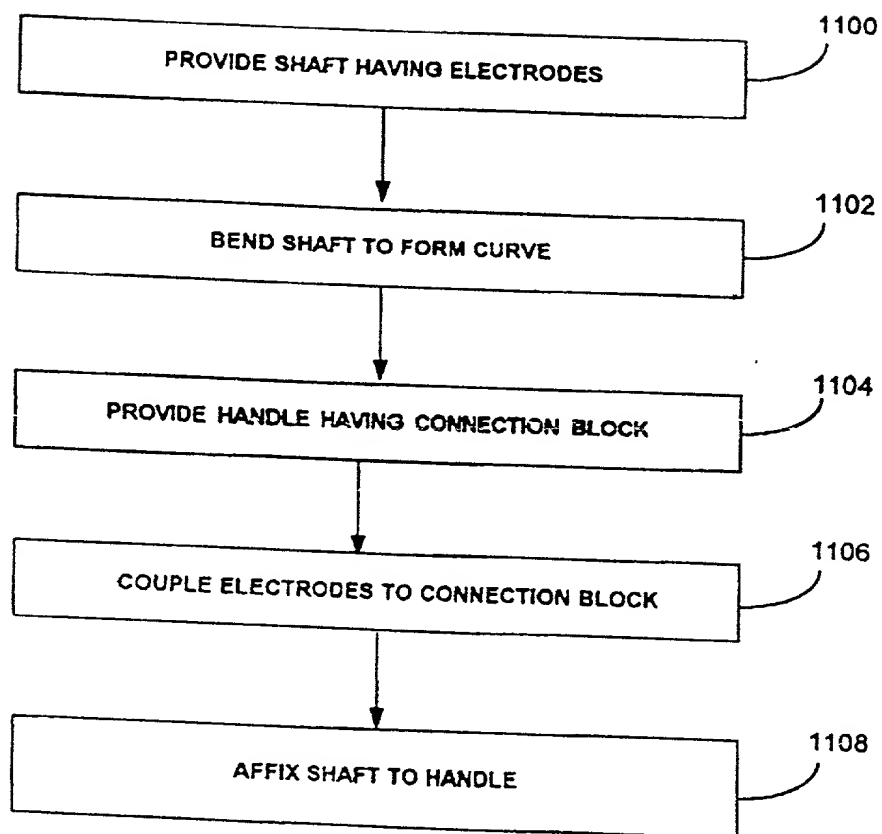 1100
PROVIDE SHAFT HAVING ELECTRODES
1102
BEND SHAFT TO FORM CURVE
1104
PROVIDE HANDLE HAVING CONNECTION BLOCK
1106
COUPLE ELECTRODES TO CONNECTION BLOCK
1108
AFFIX SHAFT TO HANDLE